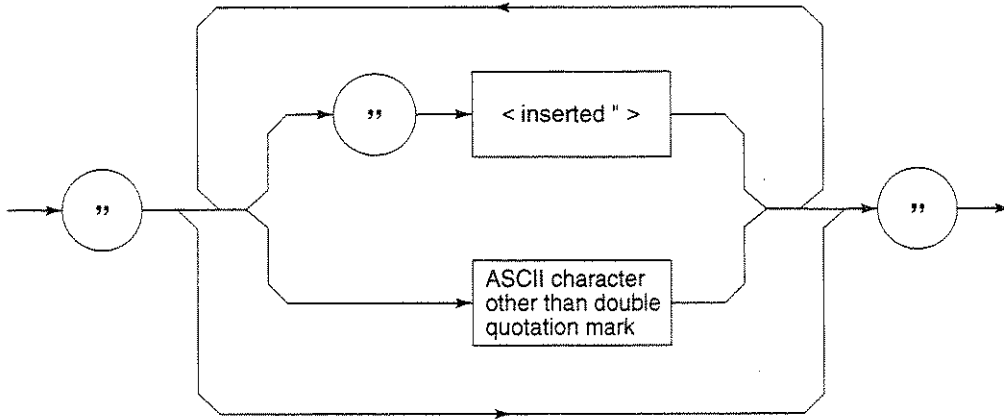 ”
< inserted " >
”
ASCII character
other than double
quotation mark
”